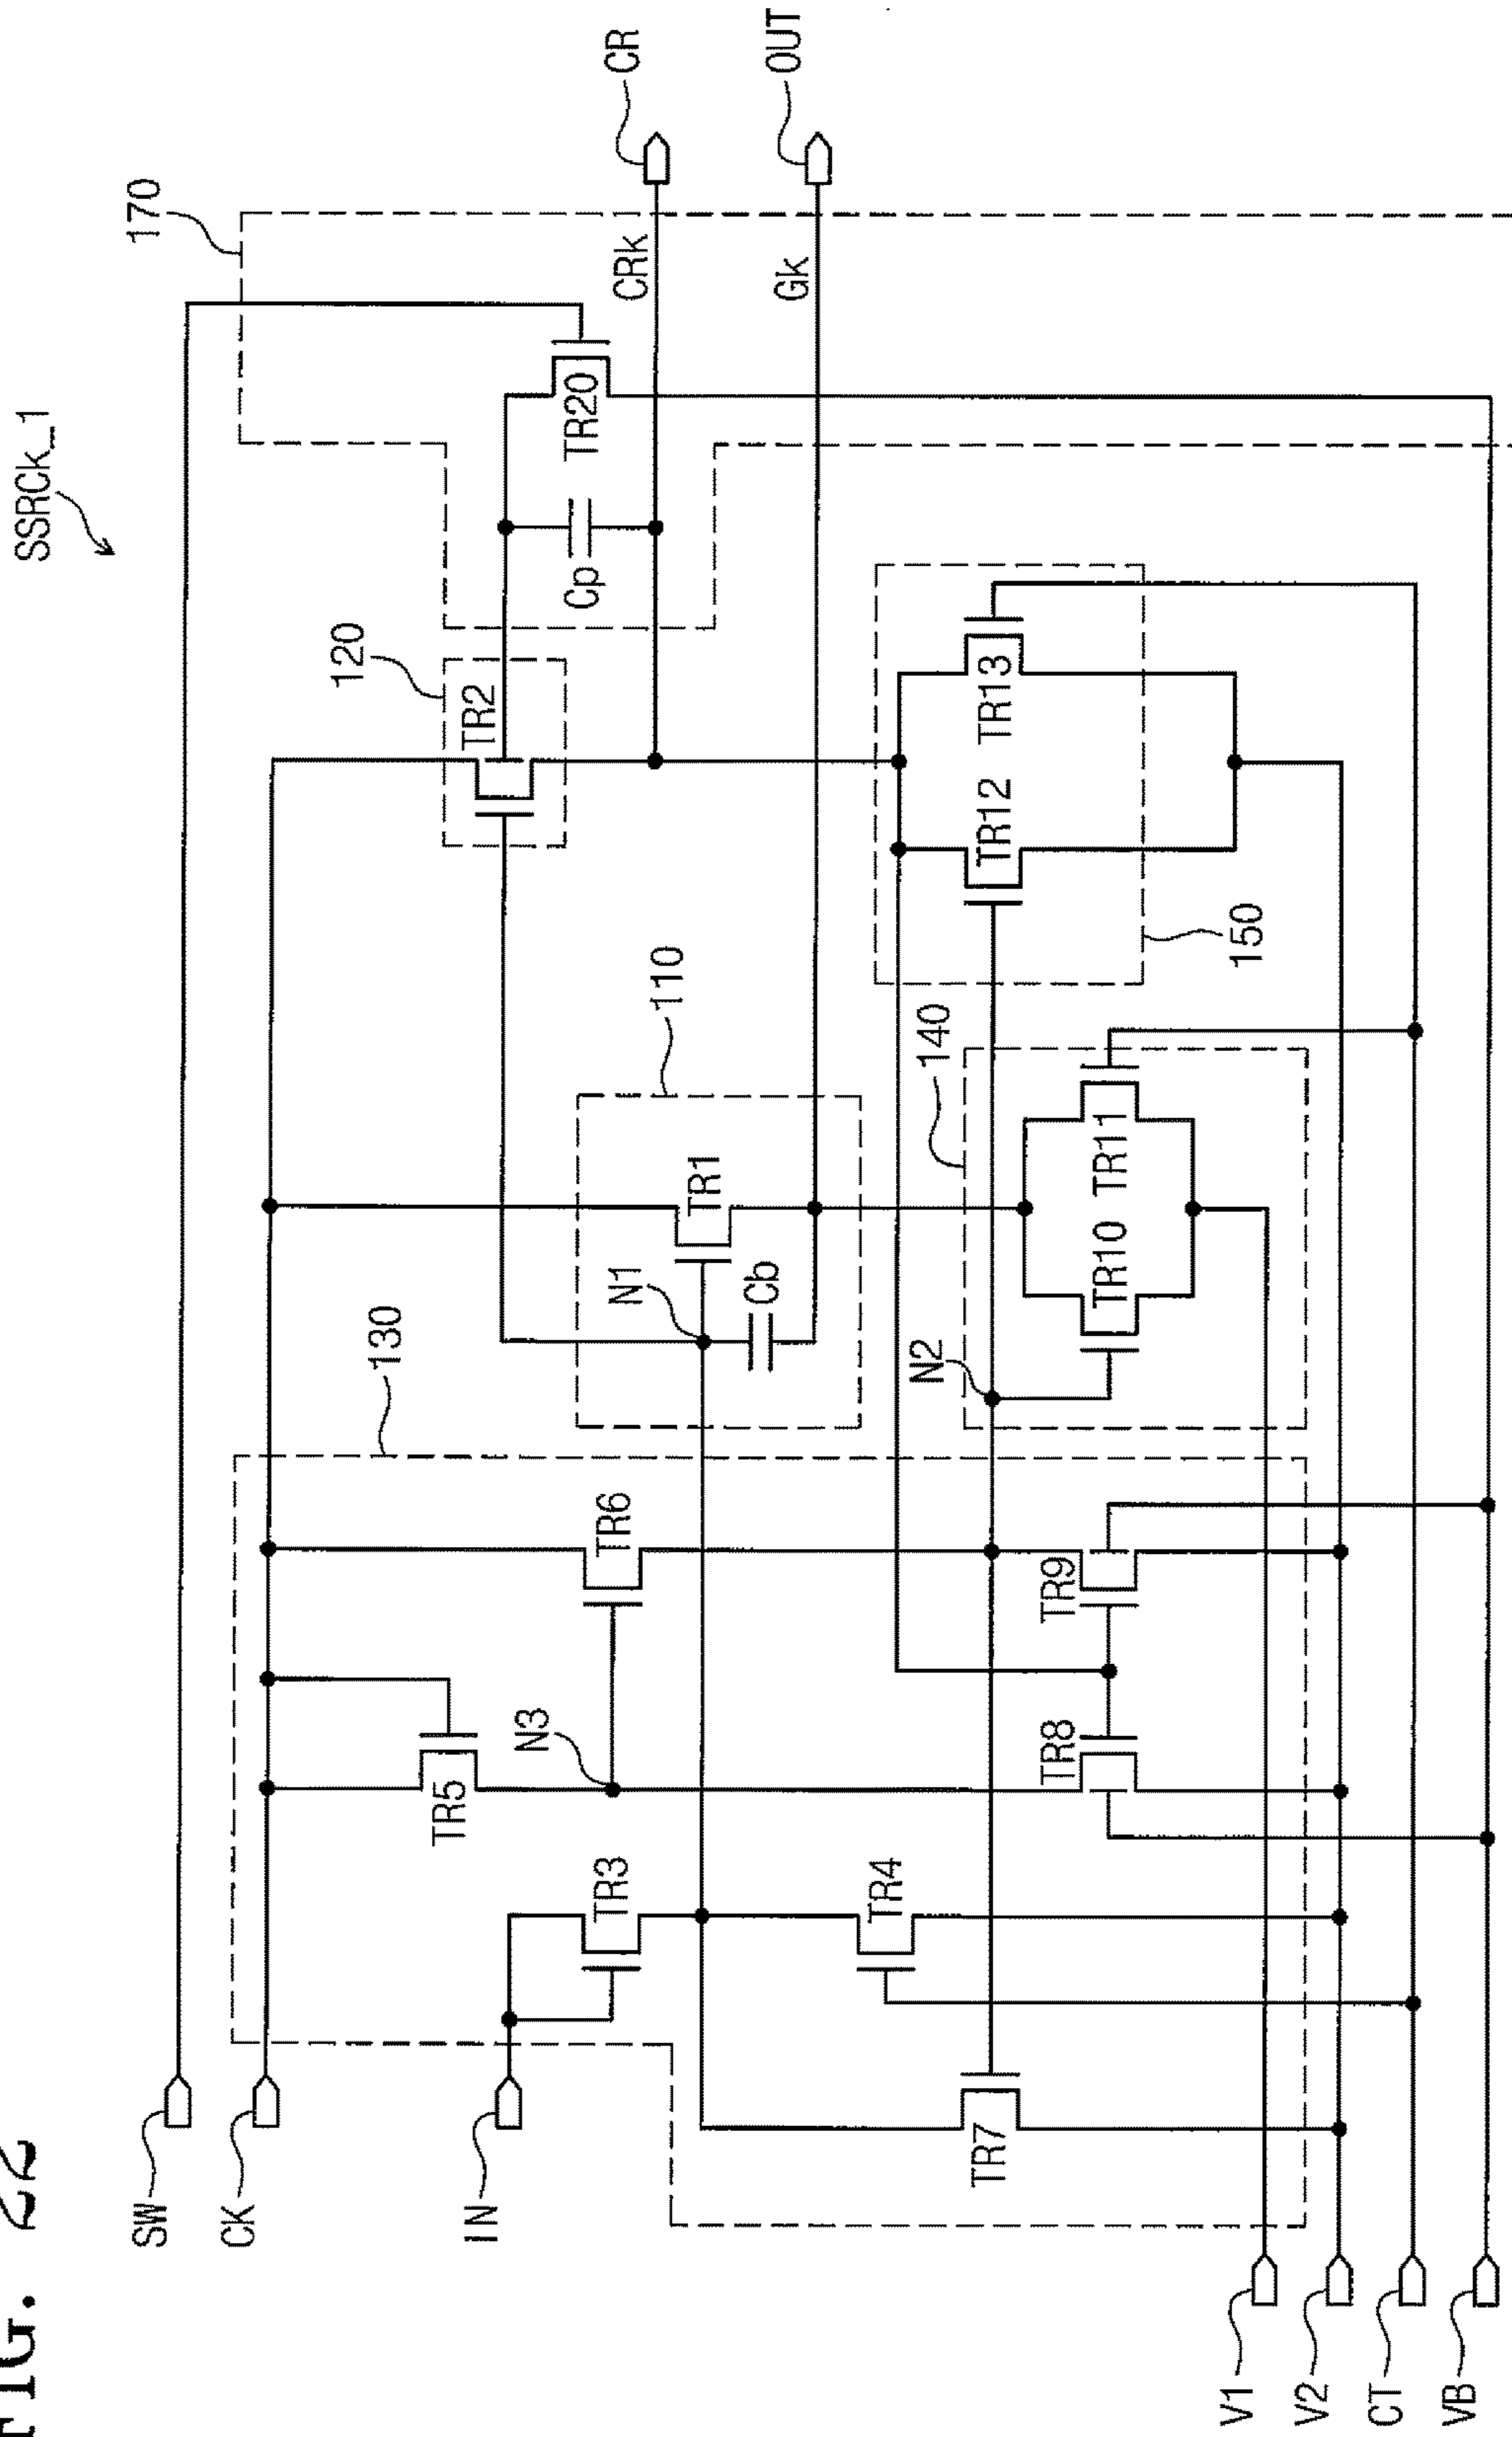 FIG. 22
SSRCk_1
170
SW
CK
CR
120
TR2
TR20
CRk
Cp
OUT
Gk
130
TR5
TR6
N3
IN
TR3
N1
110
TR1
Cb
TR4
140
150
N2
TR12
TR13
TR7
TR8
TR9
TR10
TR11
V1
V2
CT
VB